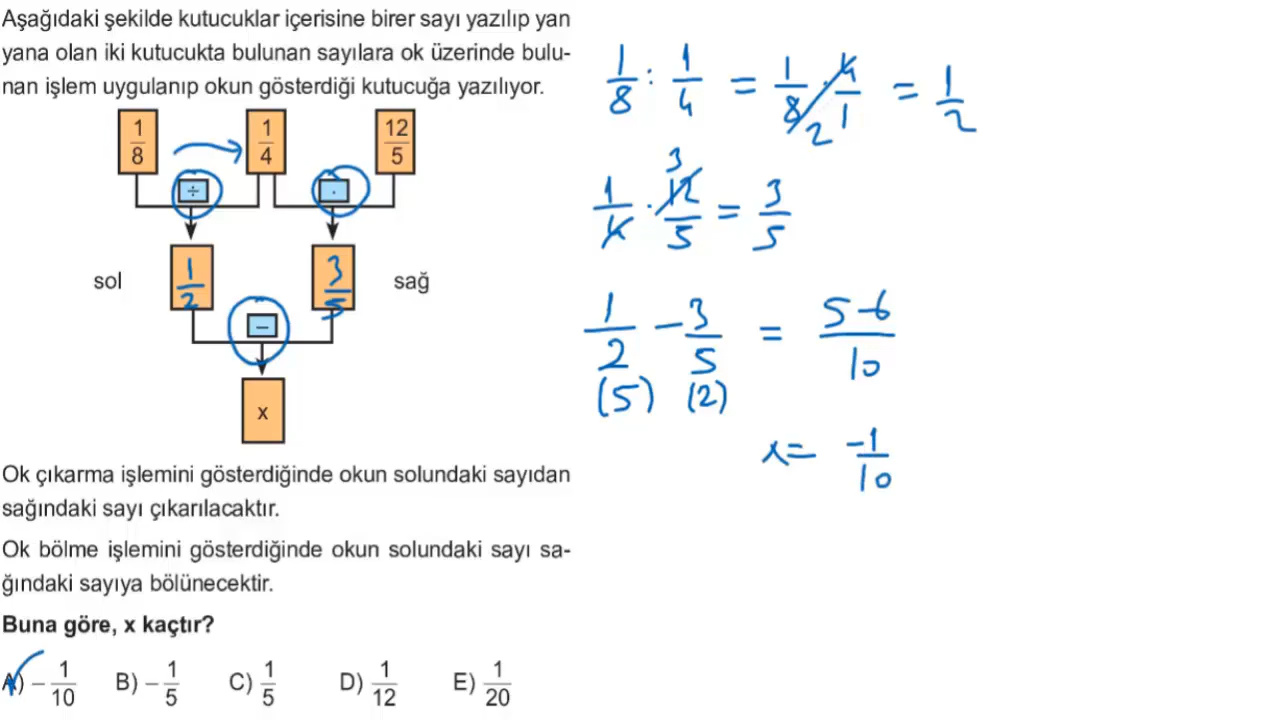 Aşağıdaki şekilde kutucuklar içerisine birer sayı yazılıp yan
yana olan iki kutucukta bulunan sayılara ok üzerinde bulu-
nan işlem uygulanıp okun gösterdiği kutucuğa yazılıyor.
1/8 1/4 12/5
÷ ·
sol 1/2 3/5 sağ
−
x
Ok çıkarma işlemini gösterdiğinde okun solundaki sayıdan
sağındaki sayı çıkarılacaktır.
Ok bölme işlemini gösterdiğinde okun solundaki sayı sa-
ğındaki sayıya bölünecektir.
Buna göre, x kaçtır?
A) −1/10 B) −1/5 C) 1/5 D) 1/12 E) 1/20
1/8 : 1/4 = 1/8 · 4/1 = 1/2
2
3
1/4 · 12/5 = 3/5
1/2 − 3/5 = 5−6/10
(5) (2)
x = −1/10